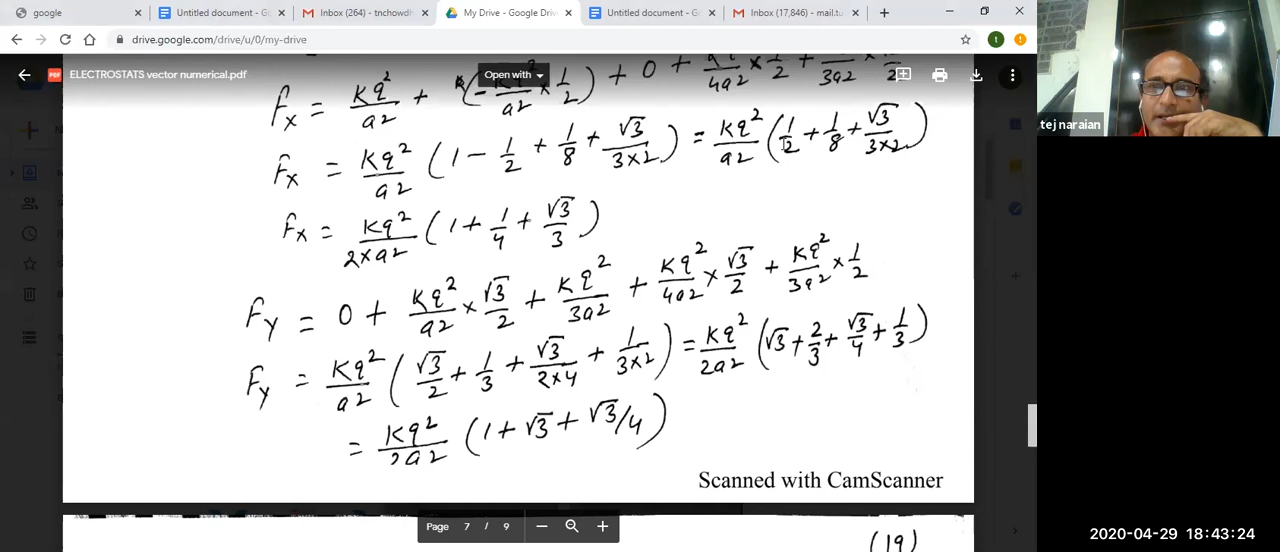 google
Untitled document - G
Inbox (264) - tnchowdh
My Drive - Google Driv
Untitled document - G
Inbox (17,846) - mail.tu
drive.google.com/drive/u/0/my-drive
t
PDF ELECTROSTATS vector numerical.pdf
Open with
tej naraian
Fx = Kq²/a² + (-Kq²/a² × 1/2) + 0 + Kq²/4a² × 1/2 + Kq²/3a² × √3/2
Fx = Kq²/a² (1 - 1/2 + 1/8 + √3/3×2) = Kq²/a² (1/2 + 1/8 + √3/3×2)
Fx = Kq²/2×a² (1 + 1/4 + √3/3)
Fy = 0 + Kq²/a² × √3/2 + Kq²/3a² + Kq²/4a² × √3/2 + Kq²/3a² × 1/2
Fy = Kq²/a² (√3/2 + 1/3 + √3/2×4 + 1/3×2) = Kq²/2a² (√3 + 2/3 + √3/4 + 1/3)
= Kq²/2a² (1 + √3 + √3/4)
Scanned with CamScanner
Page 7 / 9
(19)
2020-04-29 18:43:24